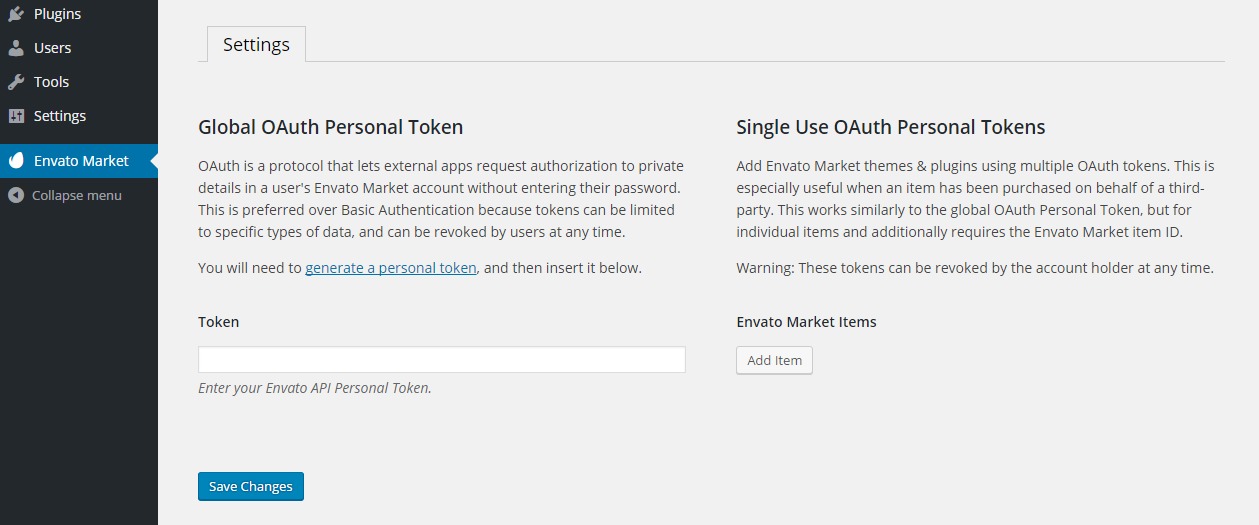 Plugins
Users
Tools
Settings
Envato Market
Collapse menu
Settings
Global OAuth Personal Token
OAuth is a protocol that lets external apps request authorization to private
details in a user's Envato Market account without entering their password.
This is preferred over Basic Authentication because tokens can be limited
to specific types of data, and can be revoked by users at any time.
You will need to generate a personal token, and then insert it below.
Token
Enter your Envato API Personal Token.
Save Changes
Single Use OAuth Personal Tokens
Add Envato Market themes & plugins using multiple OAuth tokens. This is
especially useful when an item has been purchased on behalf of a third-
party. This works similarly to the global OAuth Personal Token, but for
individual items and additionally requires the Envato Market item ID.
Warning: These tokens can be revoked by the account holder at any time.
Envato Market Items
Add Item